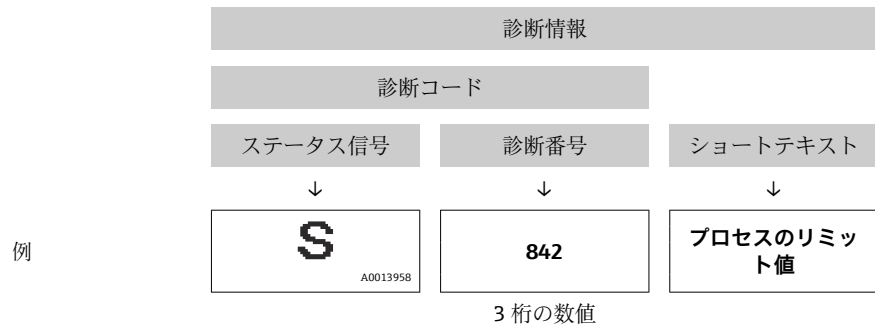 診断情報
診断コード
ステータス信号
診断番号
ショートテキスト
↓
↓
↓
例
S
A0013958
842
プロセスのリミッ
ト値
3 桁の数値